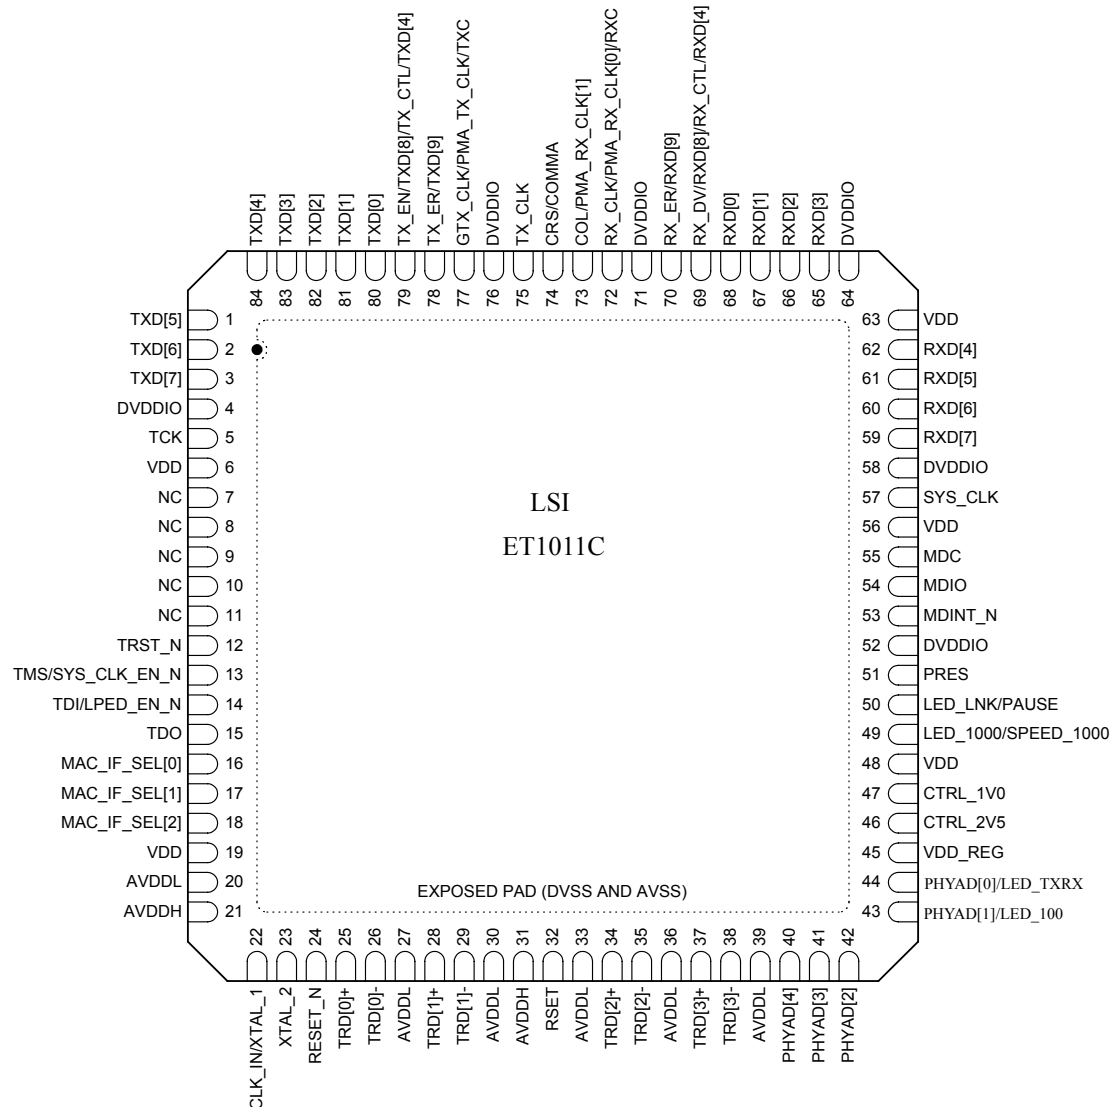 TXD[4]
TXD[3]
TXD[2]
TXD[1]
TXD[0]
TX_EN/TXD[8]/TX_CTL/TXD[4]
TX_ER/TXD[9]
GTX_CLK/PMA_TX_CLK/TXC
DVDDIO
TX_CLK
CRS/COMMA
COL/PMA_RX_CLK[1]
RX_CLK/PMA_RX_CLK[0]/RXC
DVDDIO
RX_ER/RXD[9]
RX_DV/RXD[8]/RX_CTL/RXD[4]
RXD[0]
RXD[1]
RXD[2]
RXD[3]
DVDDIO
84
83
82
81
80
79
78
77
76
75
74
73
72
71
70
69
68
67
66
65
64
TXD[5] 1
TXD[6] 2
TXD[7] 3
DVDDIO 4
TCK 5
VDD 6
NC 7
NC 8
NC 9
NC 10
NC 11
TRST_N 12
TMS/SYS_CLK_EN_N 13
TDI/LPED_EN_N 14
TDO 15
MAC_IF_SEL[0] 16
MAC_IF_SEL[1] 17
MAC_IF_SEL[2] 18
VDD 19
AVDDL 20
AVDDH 21
LSI
ET1011C
EXPOSED PAD (DVSS AND AVSS)
63 VDD
62 RXD[4]
61 RXD[5]
60 RXD[6]
59 RXD[7]
58 DVDDIO
57 SYS_CLK
56 VDD
55 MDC
54 MDIO
53 MDINT_N
52 DVDDIO
51 PRES
50 LED_LNK/PAUSE
49 LED_1000/SPEED_1000
48 VDD
47 CTRL_1V0
46 CTRL_2V5
45 VDD_REG
44 PHYAD[0]/LED_TXRX
43 PHYAD[1]/LED_100
22
23
24
25
26
27
28
29
30
31
32
33
34
35
36
37
38
39
40
41
42
CLK_IN/XTAL_1
XTAL_2
RESET_N
TRD[0]+
TRD[0]-
AVDDL
TRD[1]+
TRD[1]-
AVDDL
AVDDH
RSET
AVDDL
TRD[2]+
TRD[2]-
AVDDL
TRD[3]+
TRD[3]-
AVDDL
PHYAD[4]
PHYAD[3]
PHYAD[2]